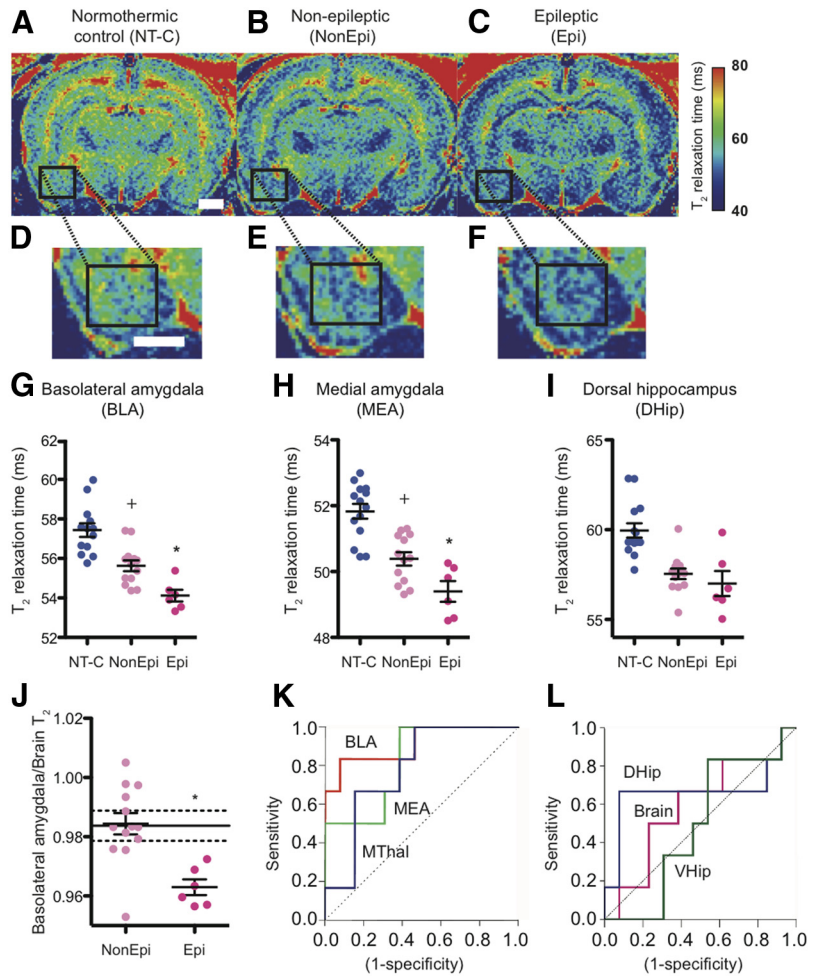 A Normothermic control (NT-C)
B Non-epileptic (NonEpi)
C Epileptic (Epi)
80
60
40
T2 relaxation time (ms)
D
E
F
G Basolateral amygdala
(BLA)
T2 relaxation time (ms)
62
60
58
56
54
52
+
*
NT-C NonEpi Epi
H Medial amygdala
(MEA)
T2 relaxation time (ms)
54
52
50
48
+
*
NT-C NonEpi Epi
I Dorsal hippocampus
(DHip)
T2 relaxation time (ms)
65
60
55
NT-C NonEpi Epi
J
Basolateral amygdala/Brain T2
1.02
1.00
0.98
0.96
*
NonEpi Epi
K
Sensitivity
1.0
0.8
0.6
0.4
0.2
0.0
BLA
MEA
MThal
0.0 0.2 0.4 0.6 0.8 1.0
(1-specificity)
L
Sensitivity
1.0
0.8
0.6
0.4
0.2
0.0
DHip
Brain
VHip
0.0 0.2 0.4 0.6 0.8 1.0
(1-specificity)